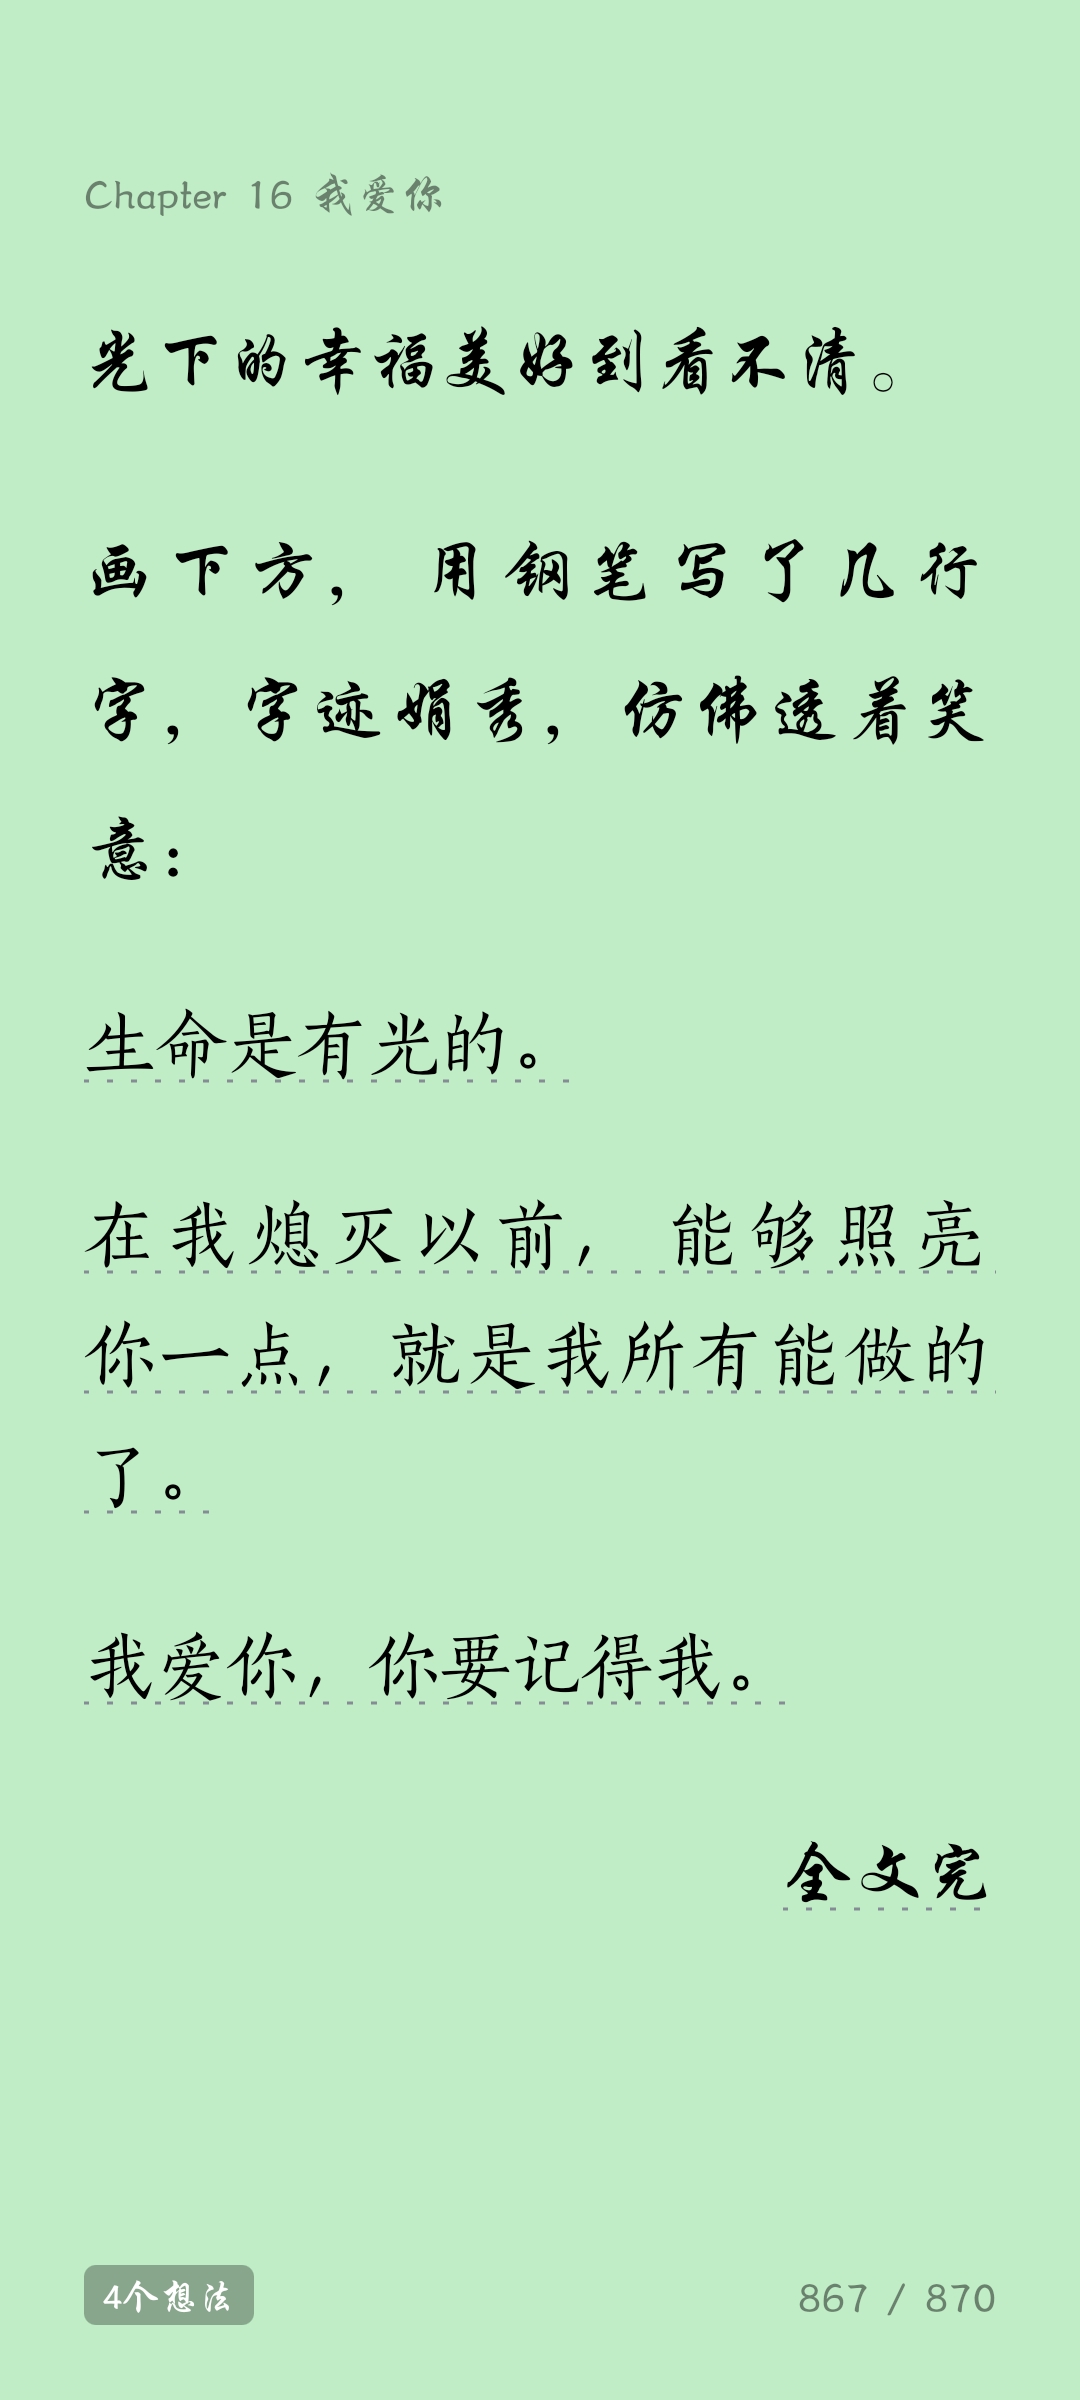 Chapter 16 我爱你
光下的幸福美好到看不清。
画下方，用钢笔写了几行
字，字迹娟秀，仿佛透着笑
意：
生命是有光的。
在我熄灭以前，能够照亮
你一点，就是我所有能做的
了。
我爱你，你要记得我。
全文完
4个想法
867 / 870